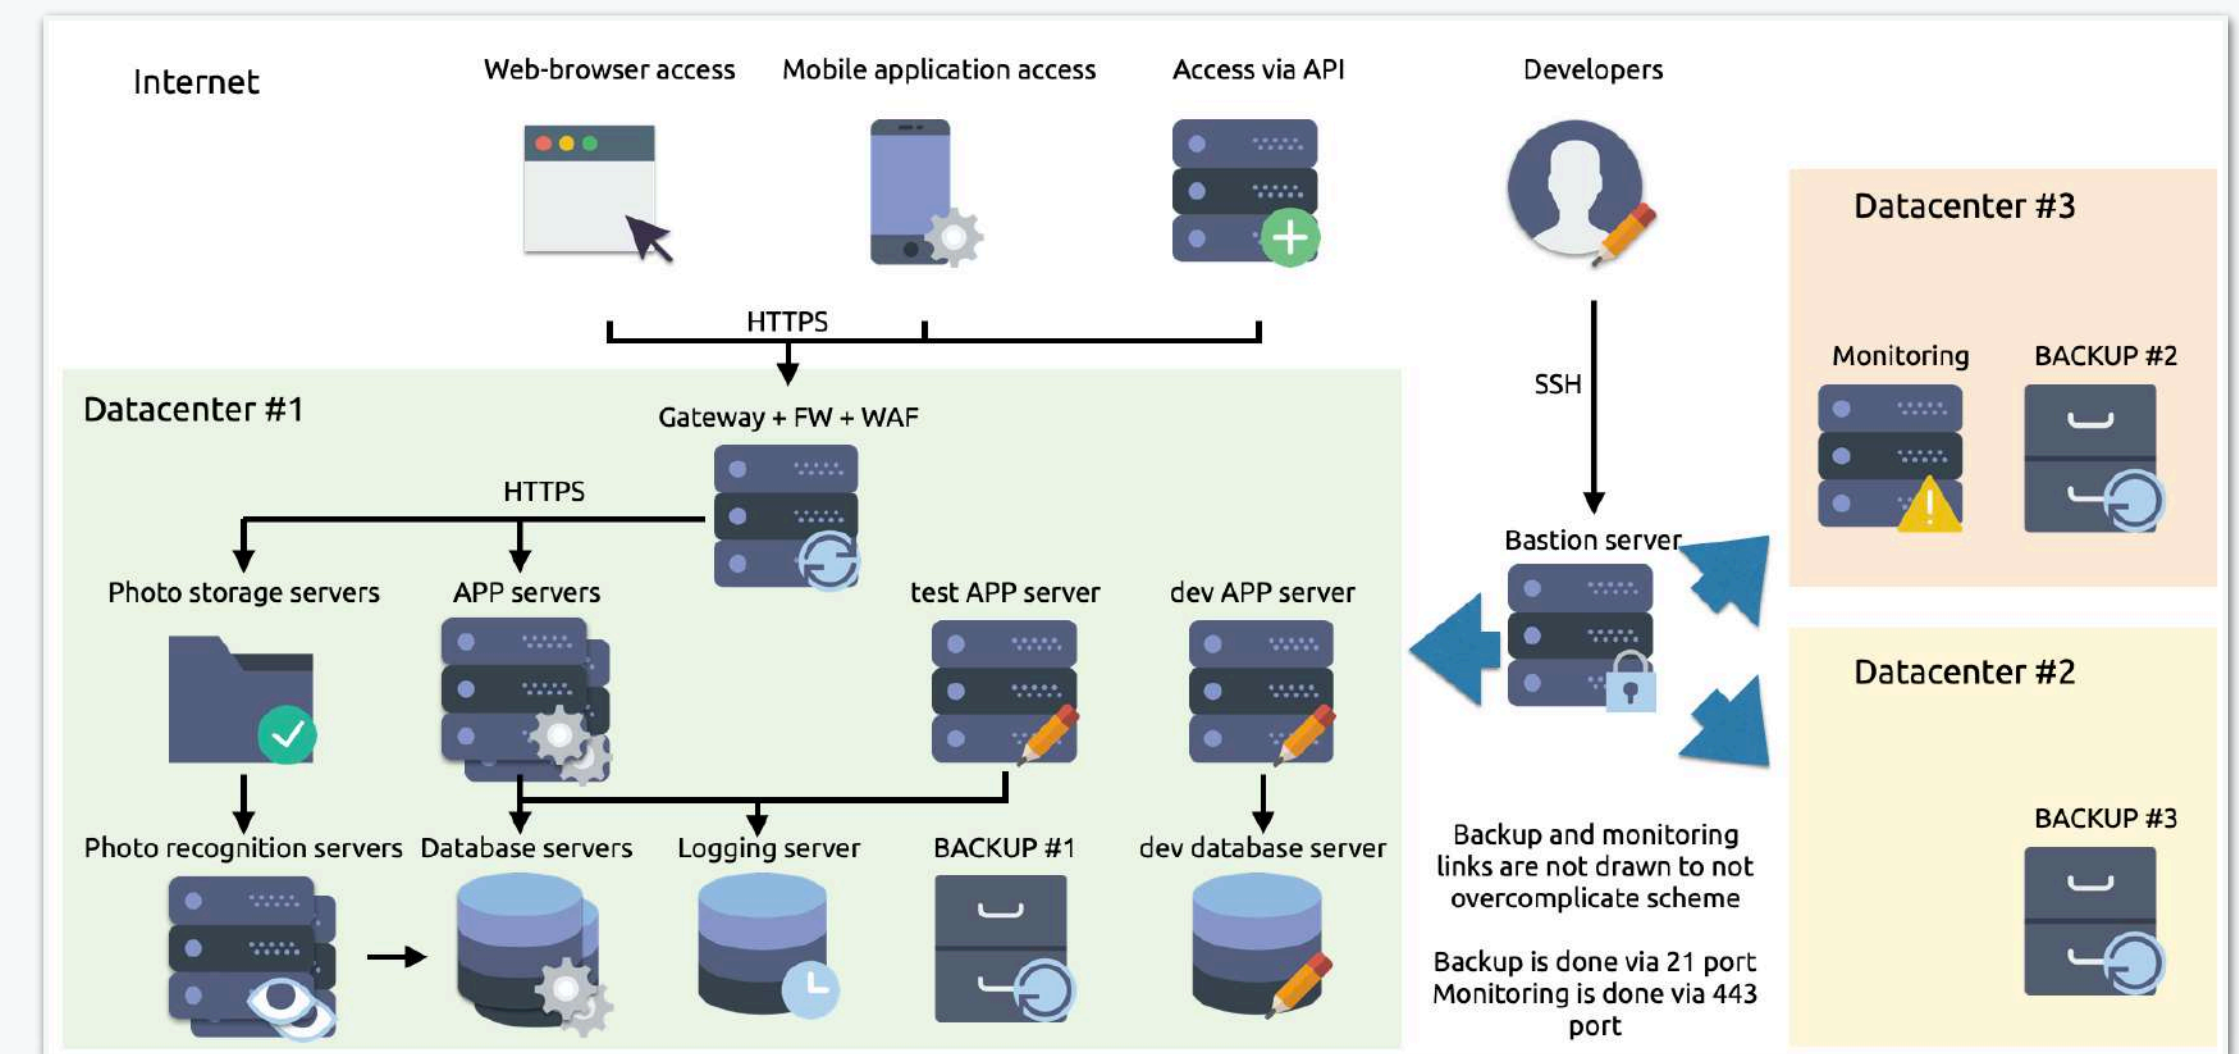 Internet
Web-browser access
Mobile application access
Access via API
Developers
HTTPS
SSH
Datacenter #3
Monitoring
BACKUP #2
Datacenter #1
Gateway + FW + WAF
HTTPS
Bastion server
Photo storage servers
APP servers
test APP server
dev APP server
Datacenter #2
Photo recognition servers
Database servers
Logging server
BACKUP #1
dev database server
BACKUP #3
Backup and monitoring
links are not drawn to not
overcomplicate scheme
Backup is done via 21 port
Monitoring is done via 443
port